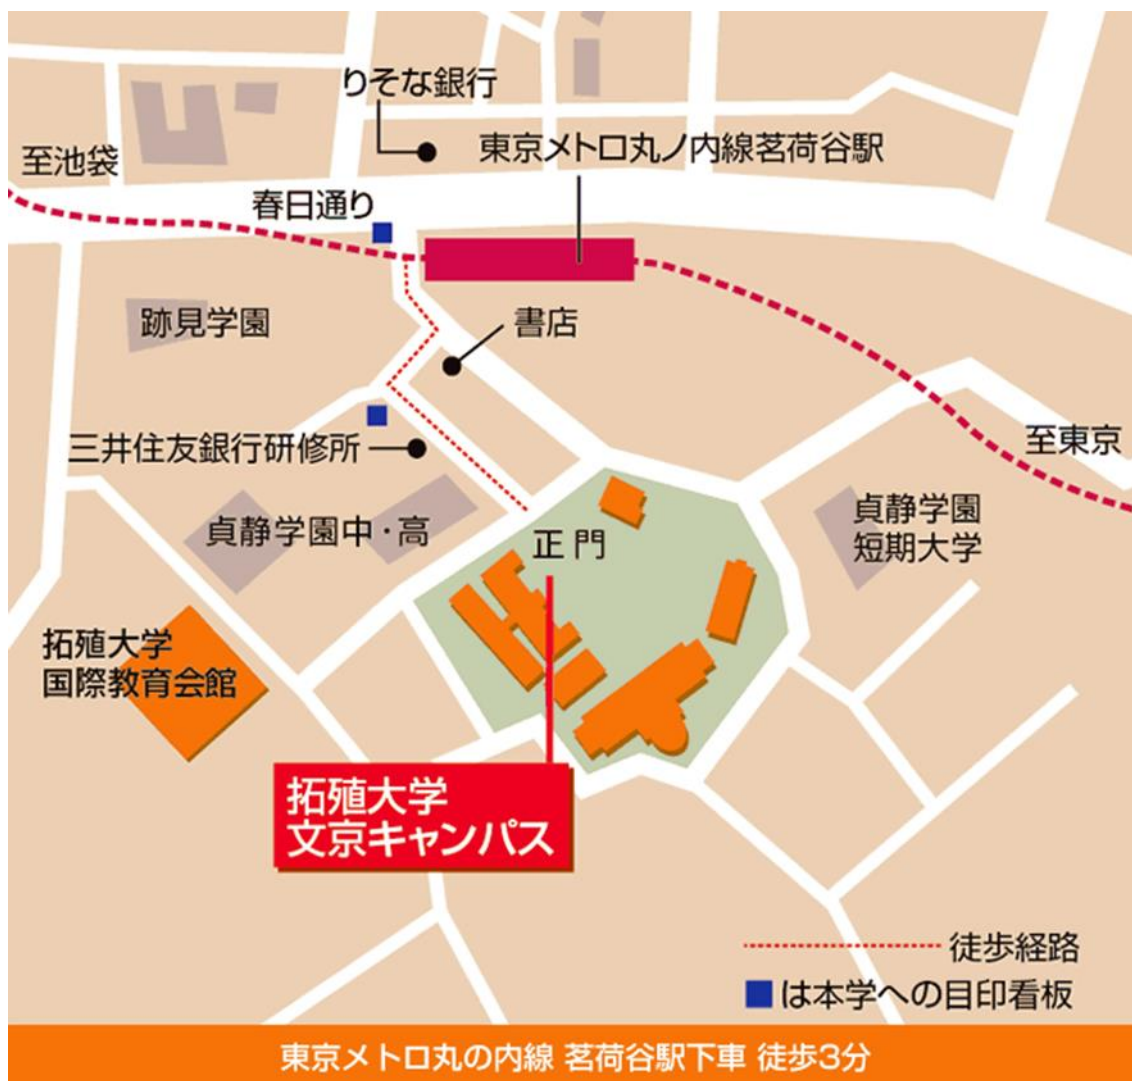 りそな銀行
東京メトロ丸ノ内線茗荷谷駅
至池袋
春日通り
跡見学園
書店
至東京
三井住友銀行研修所
貞静学園
短期大学
貞静学園中・高
正門
拓殖大学
国際教育会館
拓殖大学
文京キャンパス
徒歩経路
は本学への目印看板
東京メトロ丸の内線 茗荷谷駅下車 徒歩3分